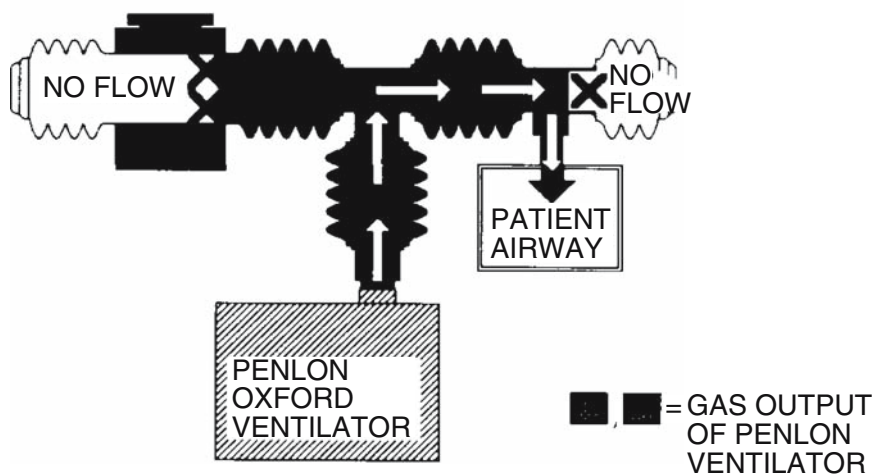 NO FLOW
NO
FLOW
PATIENT
AIRWAY
PENLON
OXFORD
VENTILATOR
= GAS OUTPUT
OF PENLON
VENTILATOR